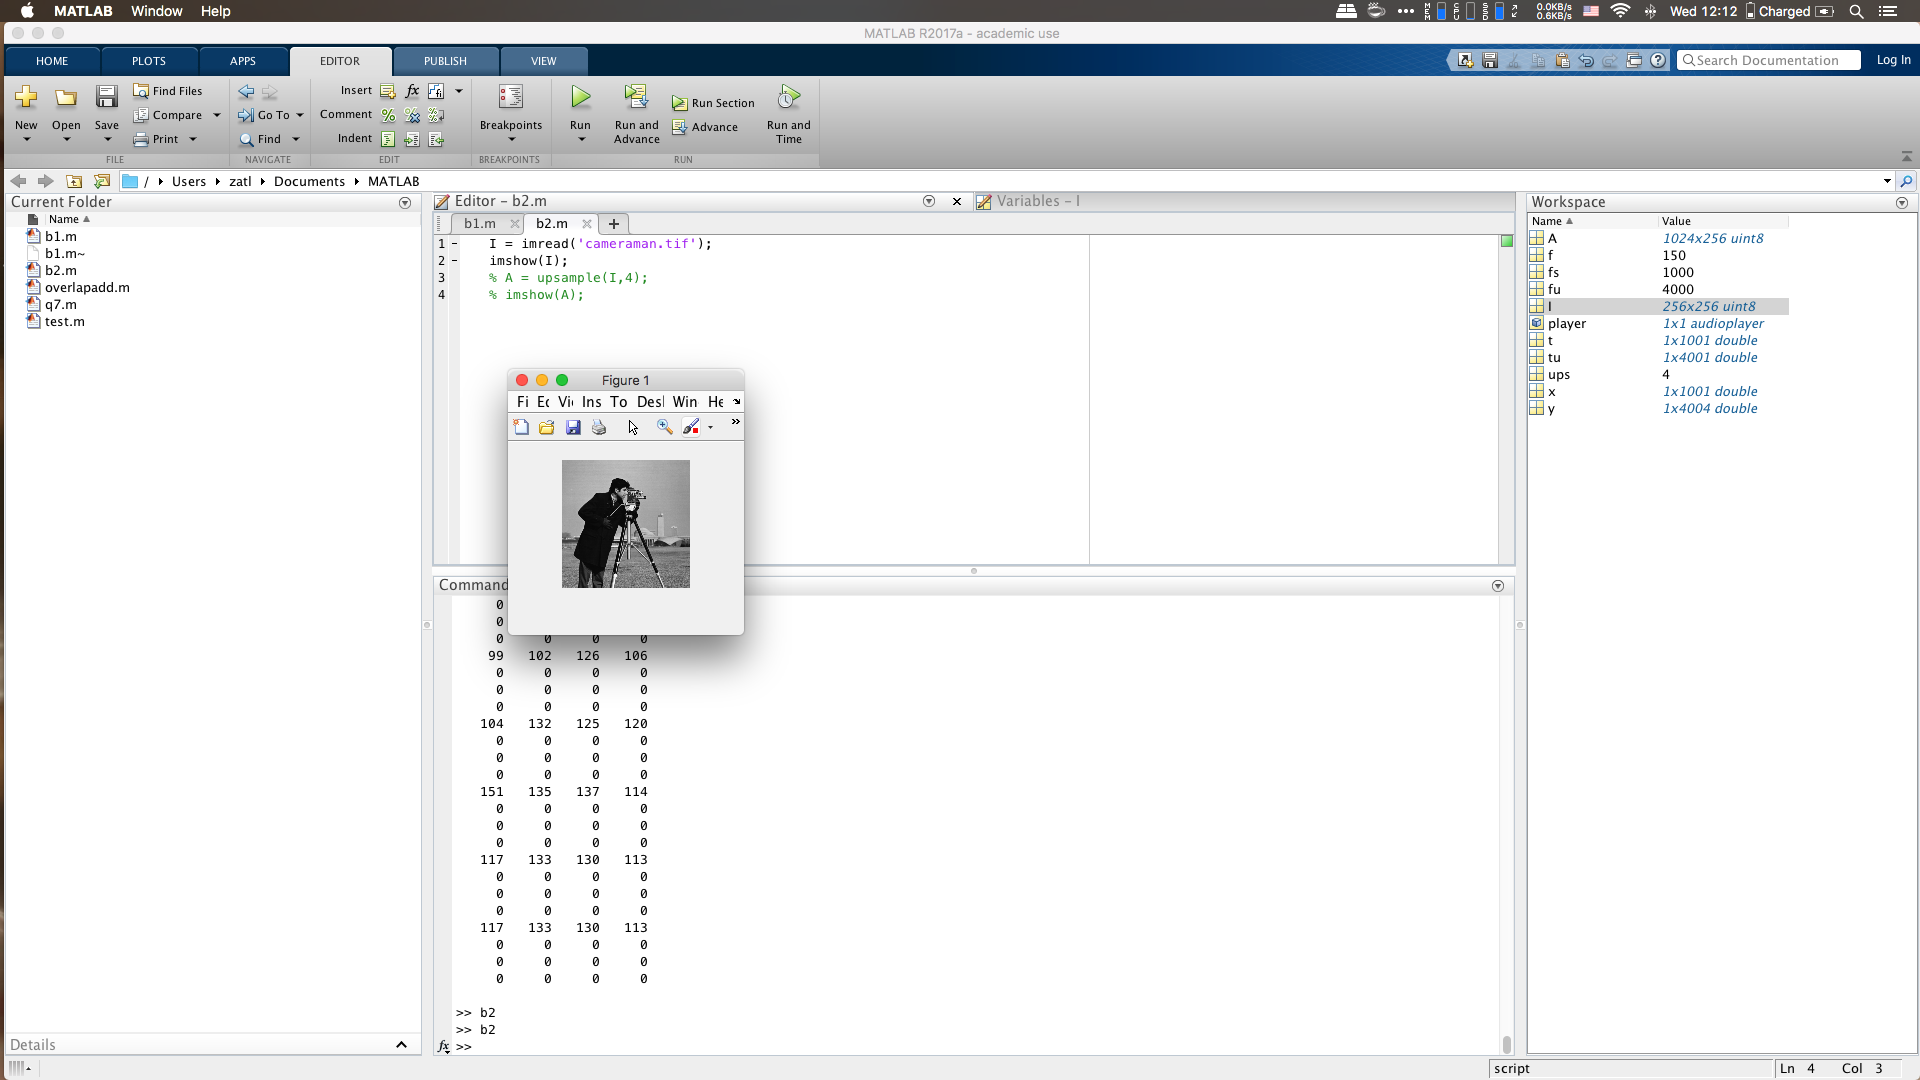 MATLAB Window Help
0.0KB/s
0.6KB/s
Wed 12:12 Charged
MATLAB R2017a - academic use
HOME PLOTS APPS EDITOR PUBLISH VIEW
Search Documentation Log In
New Open Save Find Files Compare Print
FILE
Go To Find
NAVIGATE
Insert fx
Comment
Indent
EDIT
Breakpoints
BREAKPOINTS
Run Run and Advance Run Section Advance Run and Time
RUN
/ Users zatl Documents MATLAB
Current Folder
Name
b1.m
b1.m~
b2.m
overlapadd.m
q7.m
test.m
Details
Editor - b2.m
Variables - I
b1.m b2.m +
1 - I = imread('cameraman.tif');
2 - imshow(I);
3 % A = upsample(I,4);
4 % imshow(A);
Figure 1
Fi Vi Ins To Des Win He
Command
0
0
0 0 0 0
99 102 126 106
0 0 0 0
0 0 0 0
0 0 0 0
104 132 125 120
0 0 0 0
0 0 0 0
0 0 0 0
151 135 137 114
0 0 0 0
0 0 0 0
0 0 0 0
117 133 130 113
0 0 0 0
0 0 0 0
0 0 0 0
117 133 130 113
0 0 0 0
0 0 0 0
0 0 0 0
>> b2
>> b2
fx >>
Workspace
Name Value
A 1024x256 uint8
f 150
fs 1000
fu 4000
I 256x256 uint8
player 1x1 audioplayer
t 1x1001 double
tu 1x4001 double
ups 4
x 1x1001 double
y 1x4004 double
script Ln 4 Col 3